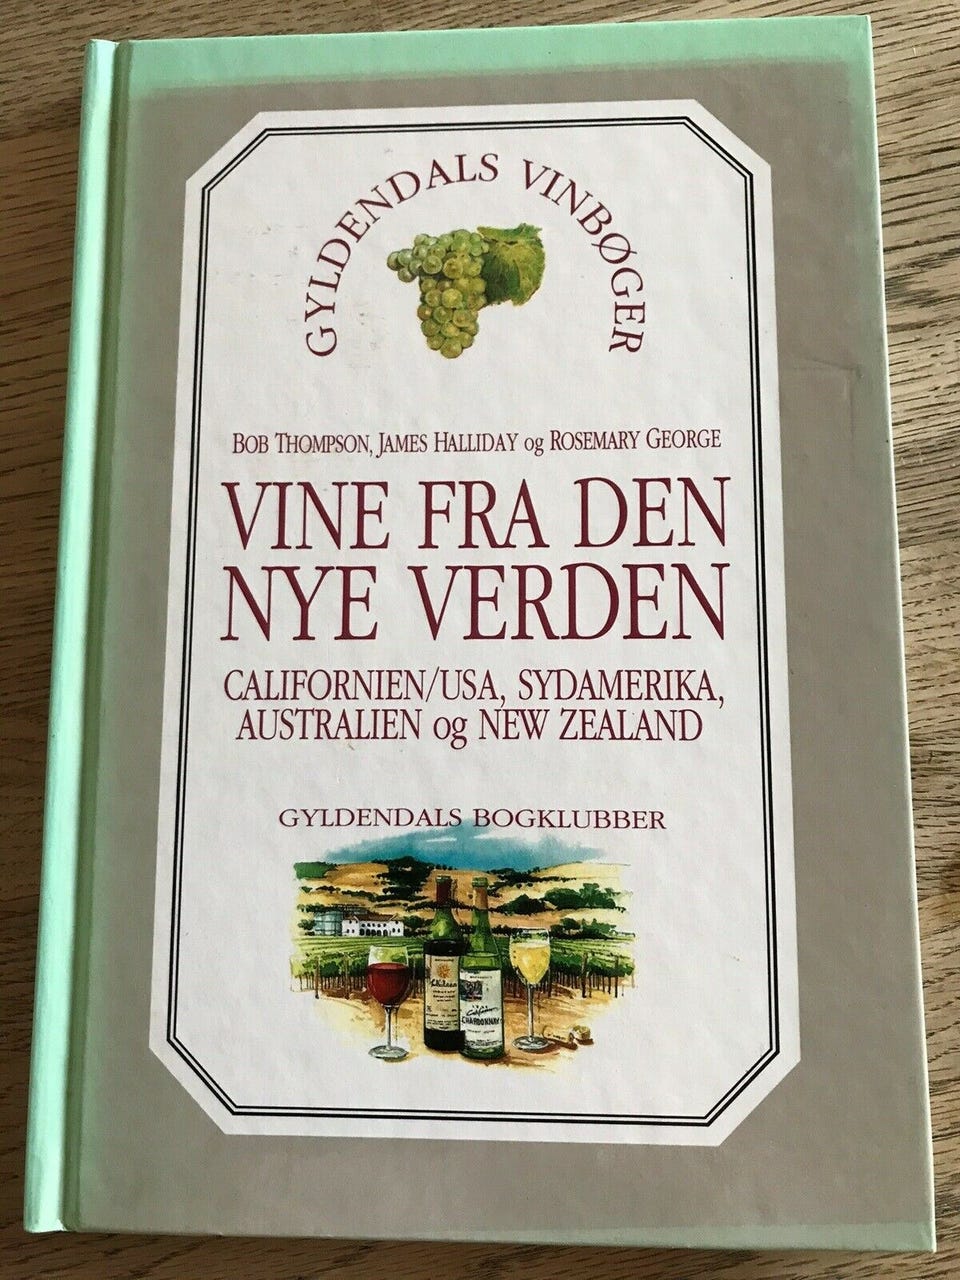 GYLDENDALS VINBØGER
BOB THOMPSON, JAMES HALLIDAY og ROSEMARY GEORGE
VINE FRA DEN
NYE VERDEN
CALIFORNIEN/USA, SYDAMERIKA,
AUSTRALIEN og NEW ZEALAND
GYLDENDALS BOGKLUBBER
CHARDONNAY